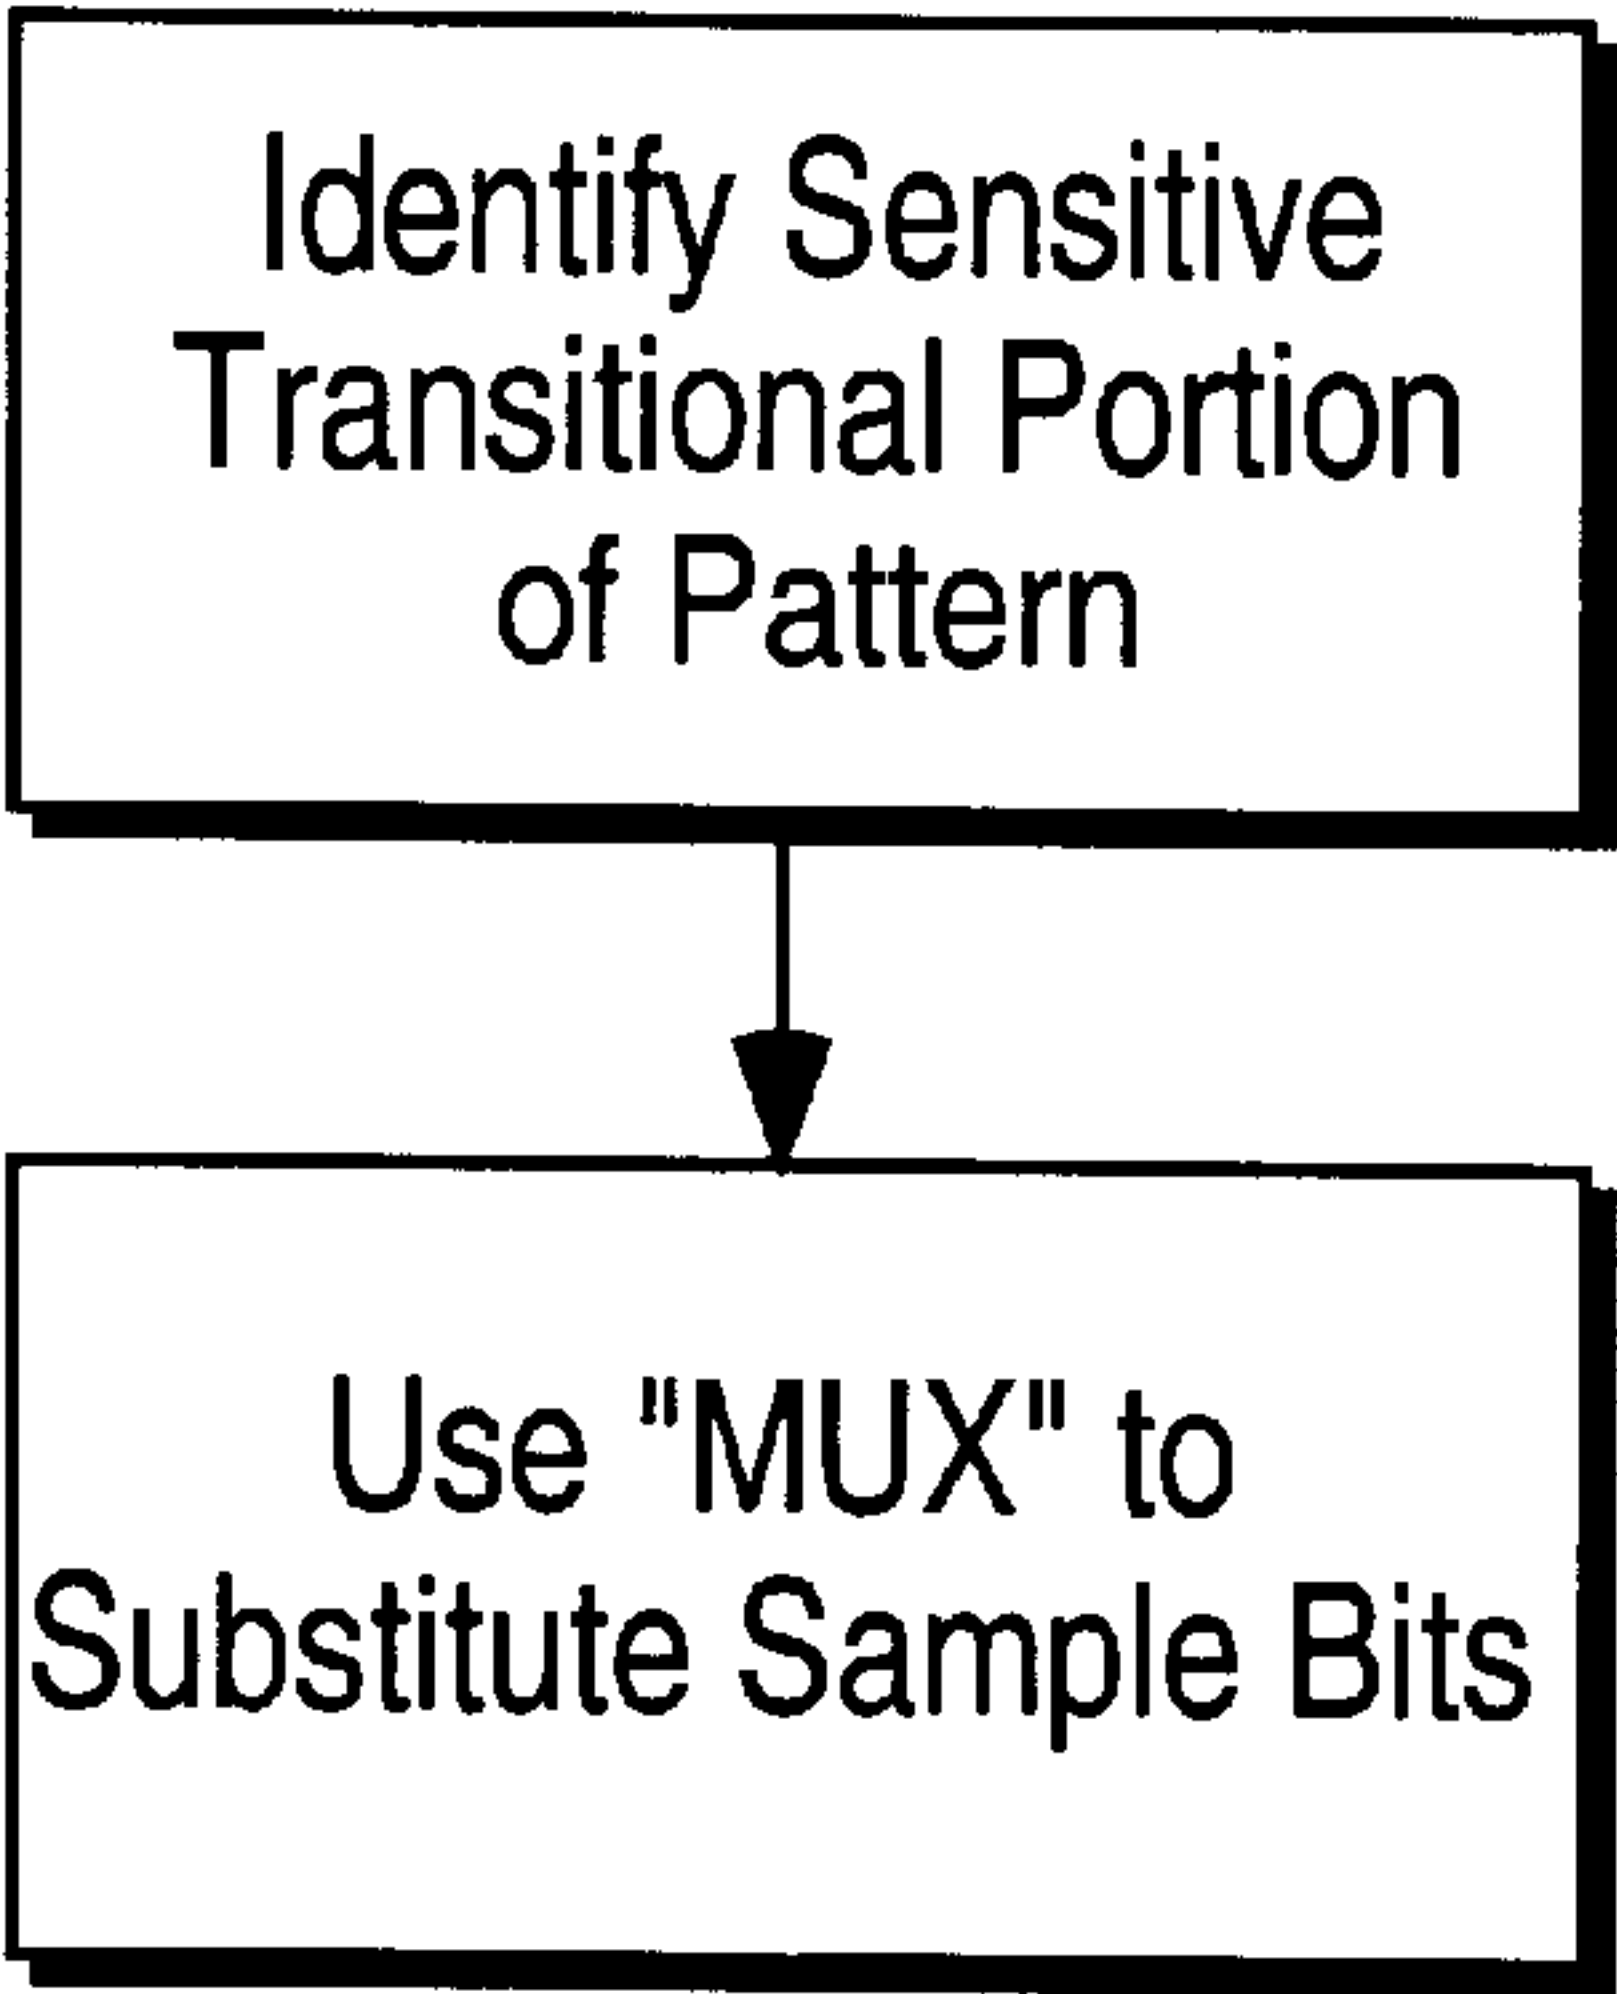 Identify Sensitive
Transitional Portion
of Pattern
Use "MUX" to
Substitute Sample Bits